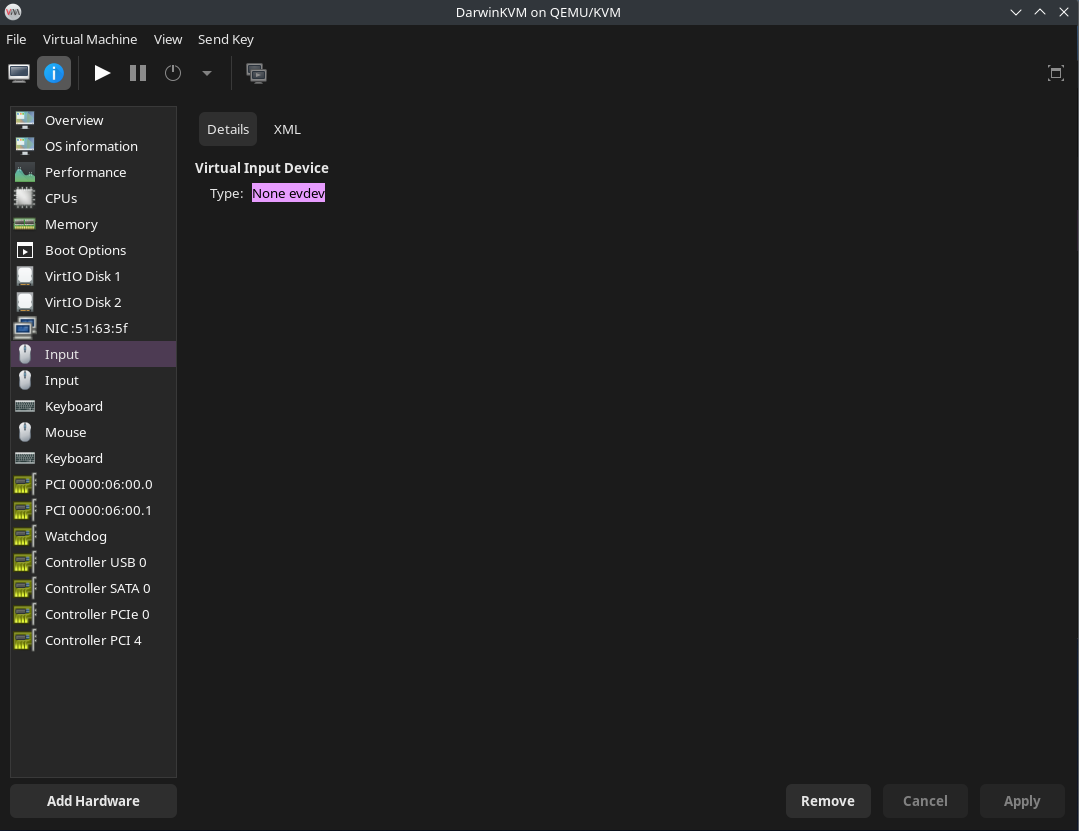 DarwinKVM on QEMU/KVM
File Virtual Machine View Send Key
Details XML
Virtual Input Device
Type: None evdev
Overview
OS information
Performance
CPUs
Memory
Boot Options
VirtIO Disk 1
VirtIO Disk 2
NIC :51:63:5f
Input
Input
Keyboard
Mouse
Keyboard
PCI 0000:06:00.0
PCI 0000:06:00.1
Watchdog
Controller USB 0
Controller SATA 0
Controller PCIe 0
Controller PCI 4
Add Hardware
Remove Cancel Apply